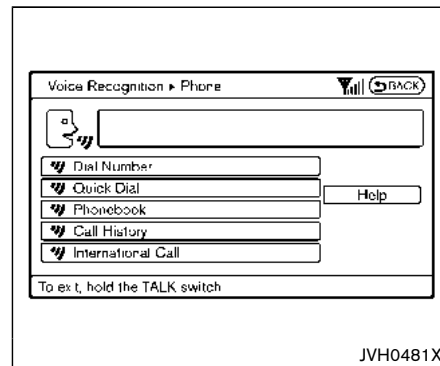 Voice Recognition ▸ Phone BACK
Dial Number
Quick Dial
Help
Phonebook
Call History
International Call
To exit, hold the TALK switch
JVH0481X